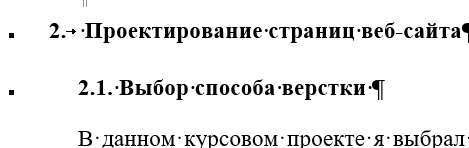 2. Проектирование страниц веб-сайта
2.1. Выбор способа верстки
В данном курсовом проекте я выбрал